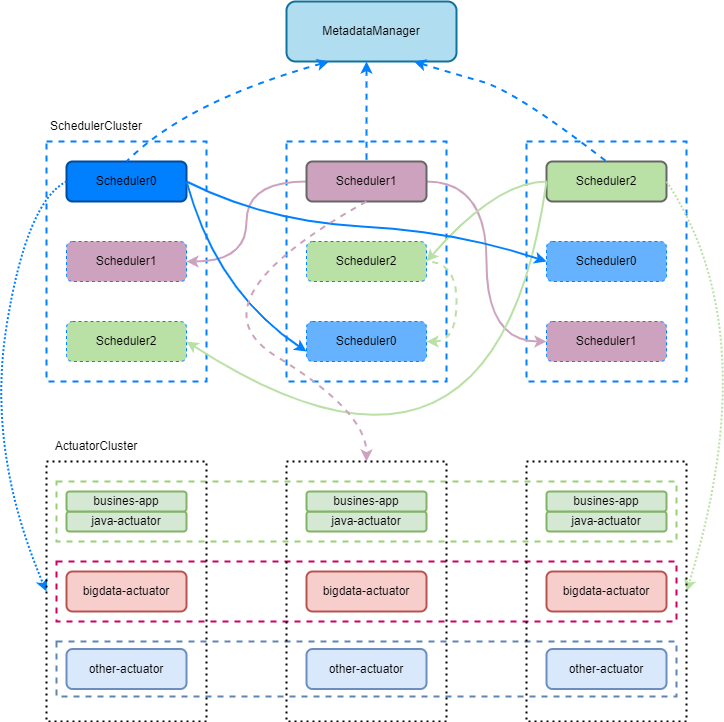 MetadataManager
SchedulerCluster
Scheduler0
Scheduler1
Scheduler2
Scheduler1
Scheduler2
Scheduler0
Scheduler2
Scheduler0
Scheduler1
ActuatorCluster
busines-app
busines-app
busines-app
java-actuator
java-actuator
java-actuator
bigdata-actuator
bigdata-actuator
bigdata-actuator
other-actuator
other-actuator
other-actuator